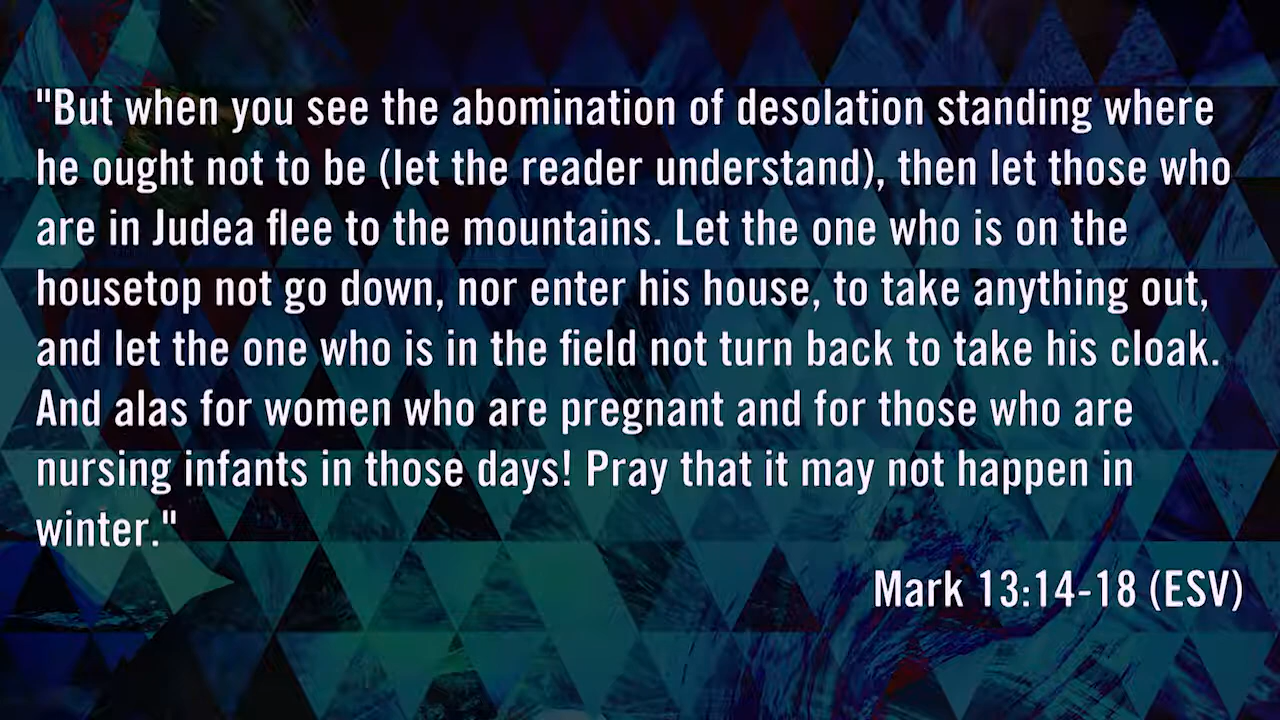 "But when you see the abomination of desolation standing where
he ought not to be (let the reader understand), then let those who
are in Judea flee to the mountains. Let the one who is on the
housetop not go down, nor enter his house, to take anything out,
and let the one who is in the field not turn back to take his cloak.
And alas for women who are pregnant and for those who are
nursing infants in those days! Pray that it may not happen in
winter."
Mark 13:14-18 (ESV)